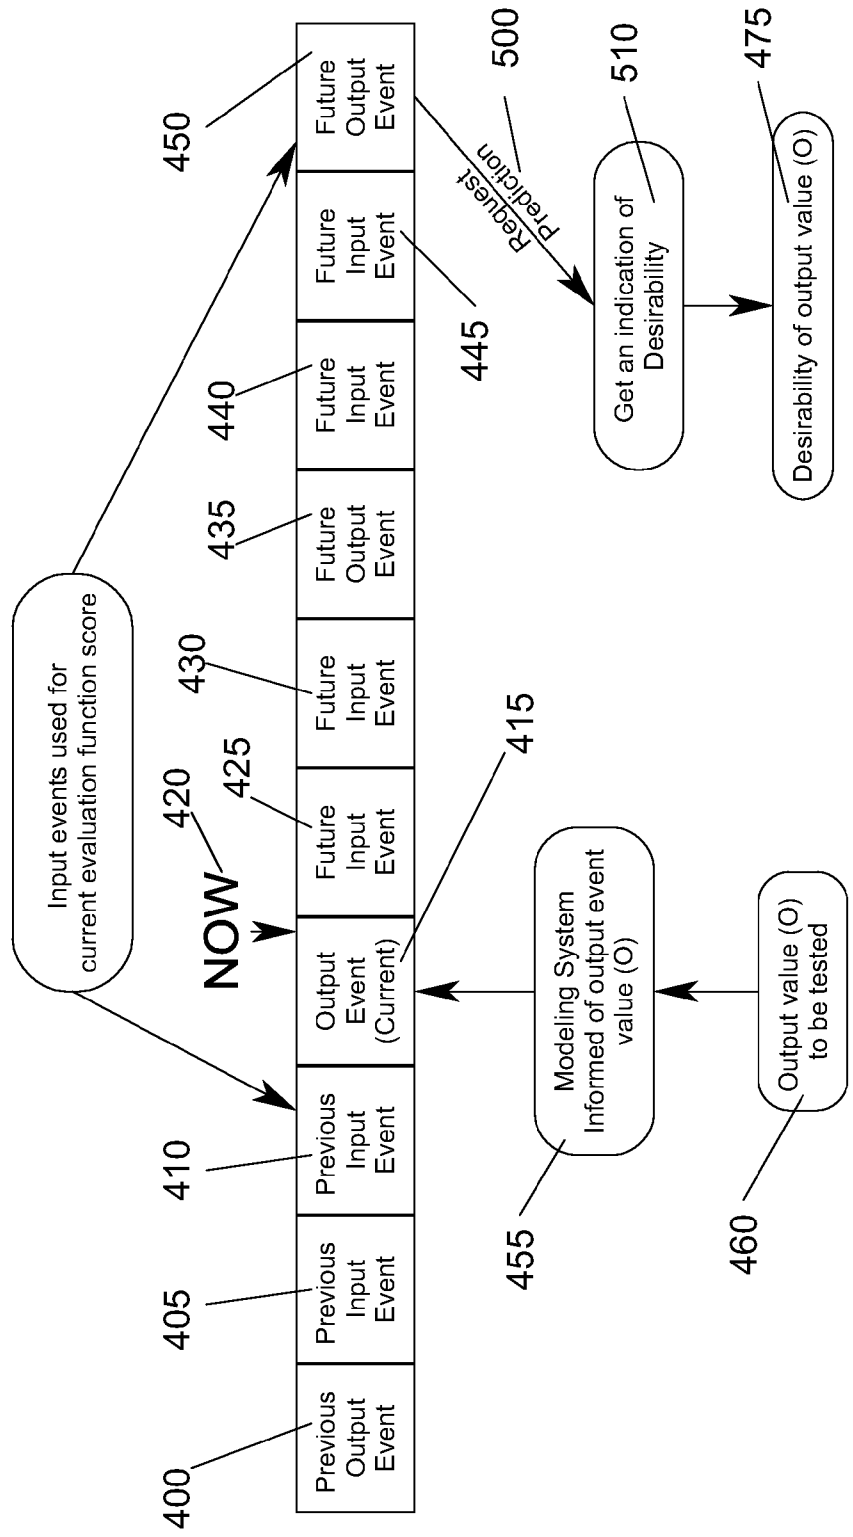 Input events used for
current evaluation function score
NOW
420
400
405
410
425
430
435
440
450
Previous
Output
Event
Previous
Input
Event
Previous
Input
Event
Output
Event
(Current)
Future
Input
Event
Future
Input
Event
Future
Output
Event
Future
Input
Event
Future
Input
Event
Future
Output
Event
415
445
Request
Prediction
500
455
Modeling System
Informed of output event
value (O)
Get an indication of
Desirability
510
460
Output value (O)
to be tested
Desirability of output value (O)
475